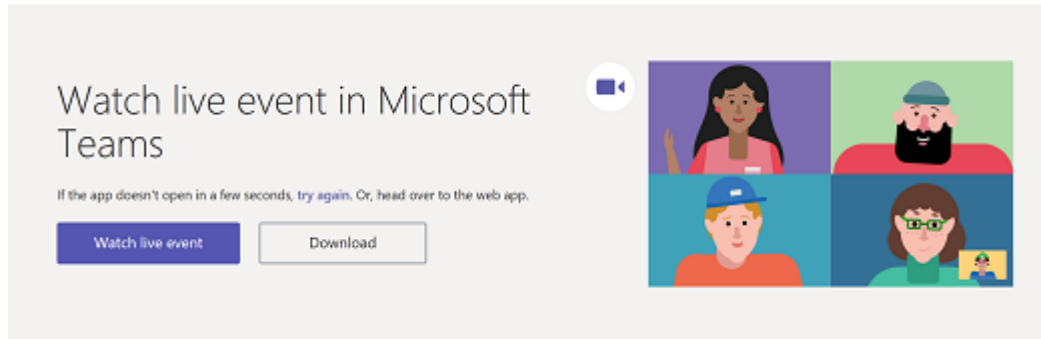 Watch live event in Microsoft
Teams
If the app doesn't open in a few seconds, try again. Or, head over to the web app.
Watch live event
Download